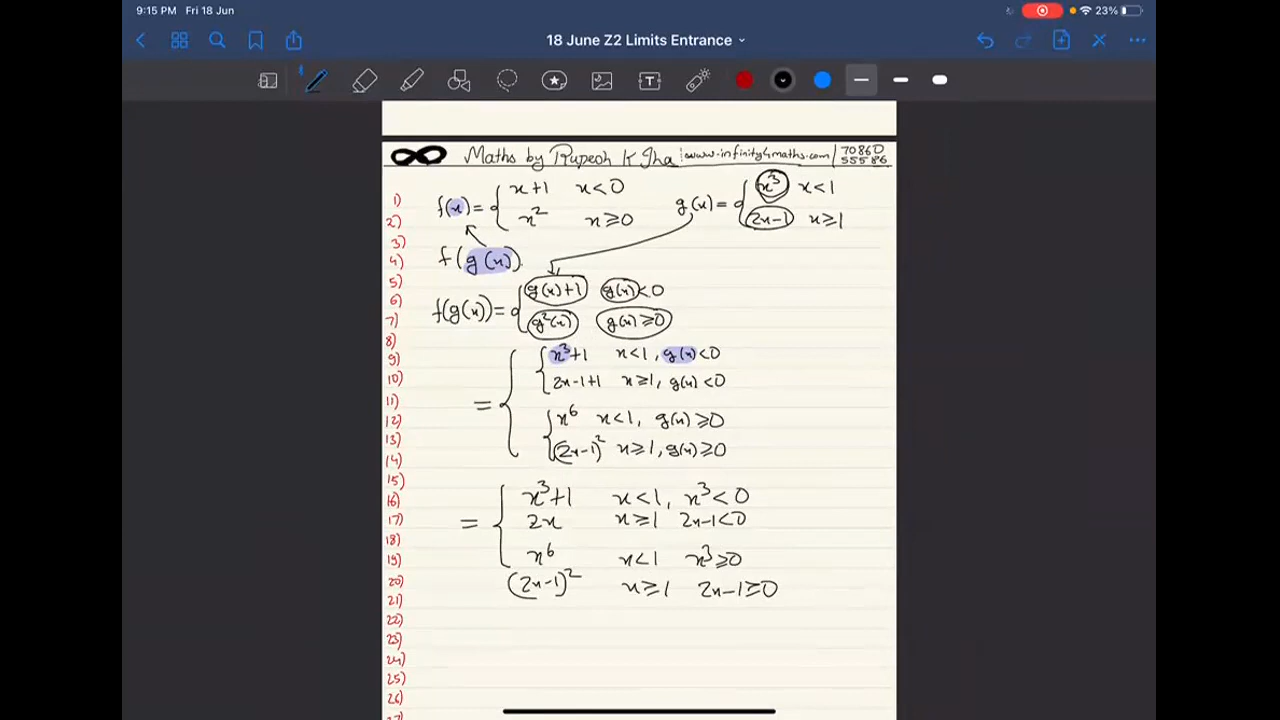 9:15 PM Fri 18 Jun 23%
18 June Z2 Limits Entrance
∞ Maths by Rupesh K Jha | www.infinity4maths.com | 70860 55586
1) f(x) = { x+1 x<0 g(x) = { x³ x<1
2) x² x≥0 2x-1 x≥1
3)
4) f(g(x)).
5) g(x)+1 g(x)<0
6) f(g(x)) = {
7) g²(x) g(x)≥0
8)
9) x³+1 x<1, g(x)<0
10) 2x-1+1 x≥1, g(x)<0
11) =
12) x⁶ x<1, g(x)≥0
13) (2x-1)² x≥1, g(x)≥0
14)
15)
16) x³+1 x<1, x³<0
17) = 2x x≥1 2x-1<0
18)
19) x⁶ x<1 x³≥0
20) (2x-1)² x≥1 2x-1≥0
21)
22)
23)
24)
25)
26)